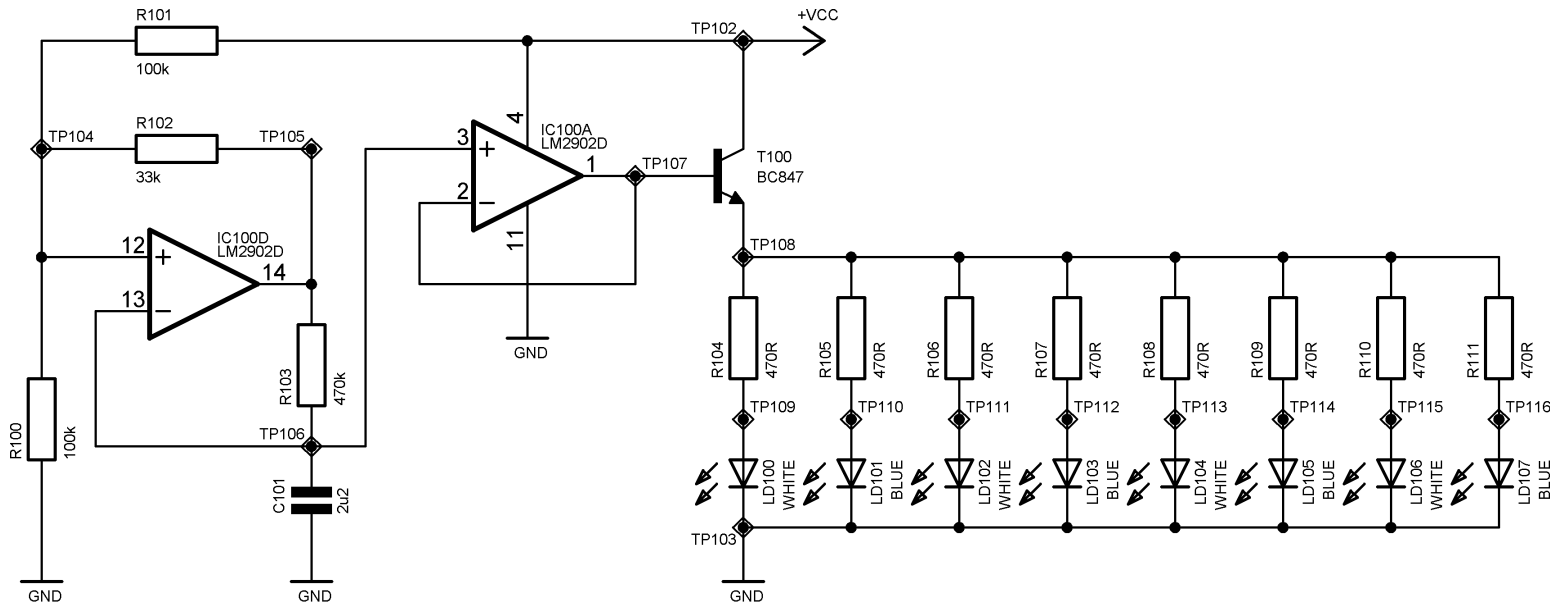 R101
100k
+VCC
TP102
TP104
R102
33k
TP105
4
IC100A
LM2902D
3
+
2
−
1
11
TP107
T100
BC847
GND
IC100D
LM2902D
12
+
13
−
14
TP108
R103
470k
R100
100k
TP106
C101
2u2
GND
GND
R104
470R
R105
470R
R106
470R
R107
470R
R108
470R
R109
470R
R110
470R
R111
470R
TP109
TP110
TP111
TP112
TP113
TP114
TP115
TP116
LD100
WHITE
LD101
BLUE
LD102
WHITE
LD103
BLUE
LD104
WHITE
LD105
BLUE
LD106
WHITE
LD107
BLUE
TP103
GND